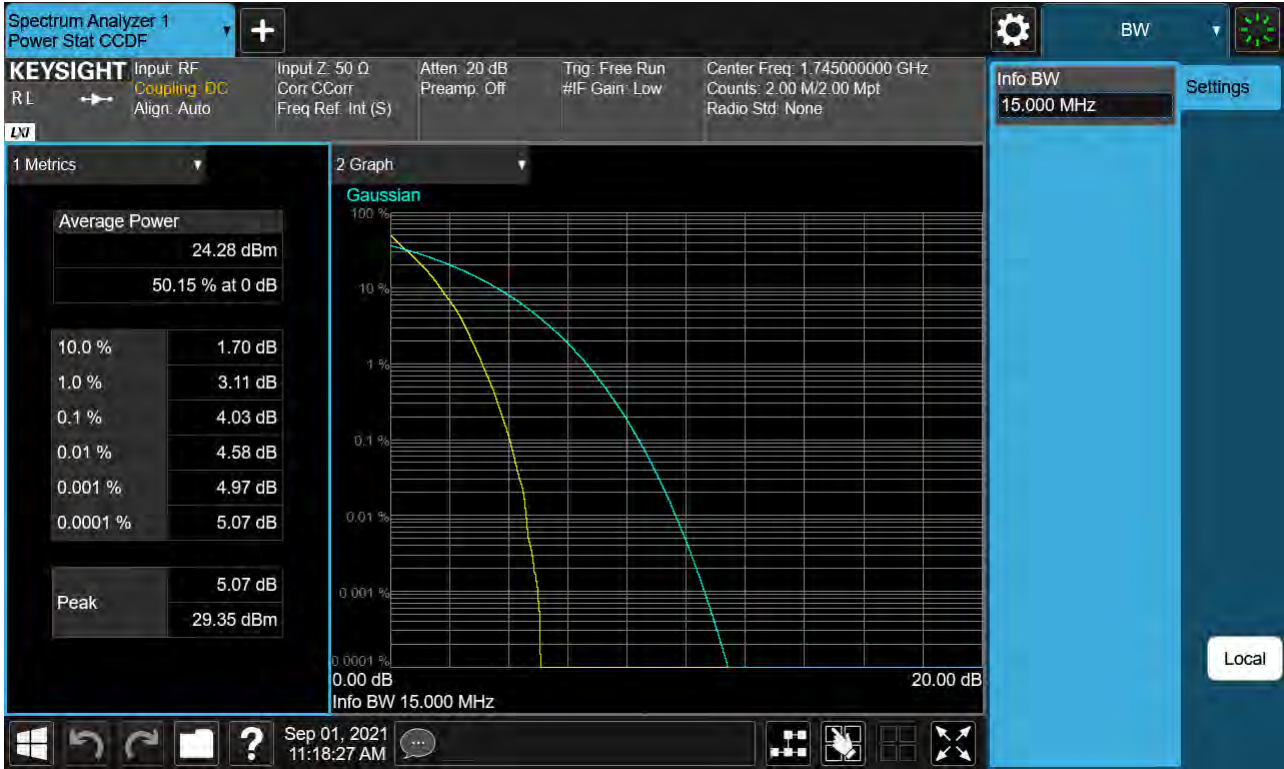 Spectrum Analyzer 1
Power Stat CCDF
BW
KEYSIGHT
R L
LXI
Input: RF
Coupling: DC
Align: Auto
Input Z: 50 Ω
Corr CCorr
Freq Ref: Int (S)
Atten: 20 dB
Preamp: Off
Trig: Free Run
#IF Gain: Low
Center Freq: 1.745000000 GHz
Counts: 2.00 M/2.00 Mpt
Radio Std: None
Info BW
15.000 MHz
Settings
1 Metrics
Average Power
24.28 dBm
50.15 % at 0 dB
10.0 % 1.70 dB
1.0 % 3.11 dB
0.1 % 4.03 dB
0.01 % 4.58 dB
0.001 % 4.97 dB
0.0001 % 5.07 dB
Peak
5.07 dB
29.35 dBm
2 Graph
Gaussian
100 %
10 %
1 %
0.1 %
0.01 %
0.001 %
0.0001 %
0.00 dB 20.00 dB
Info BW 15.000 MHz
Local
?
Sep 01, 2021
11:18:27 AM